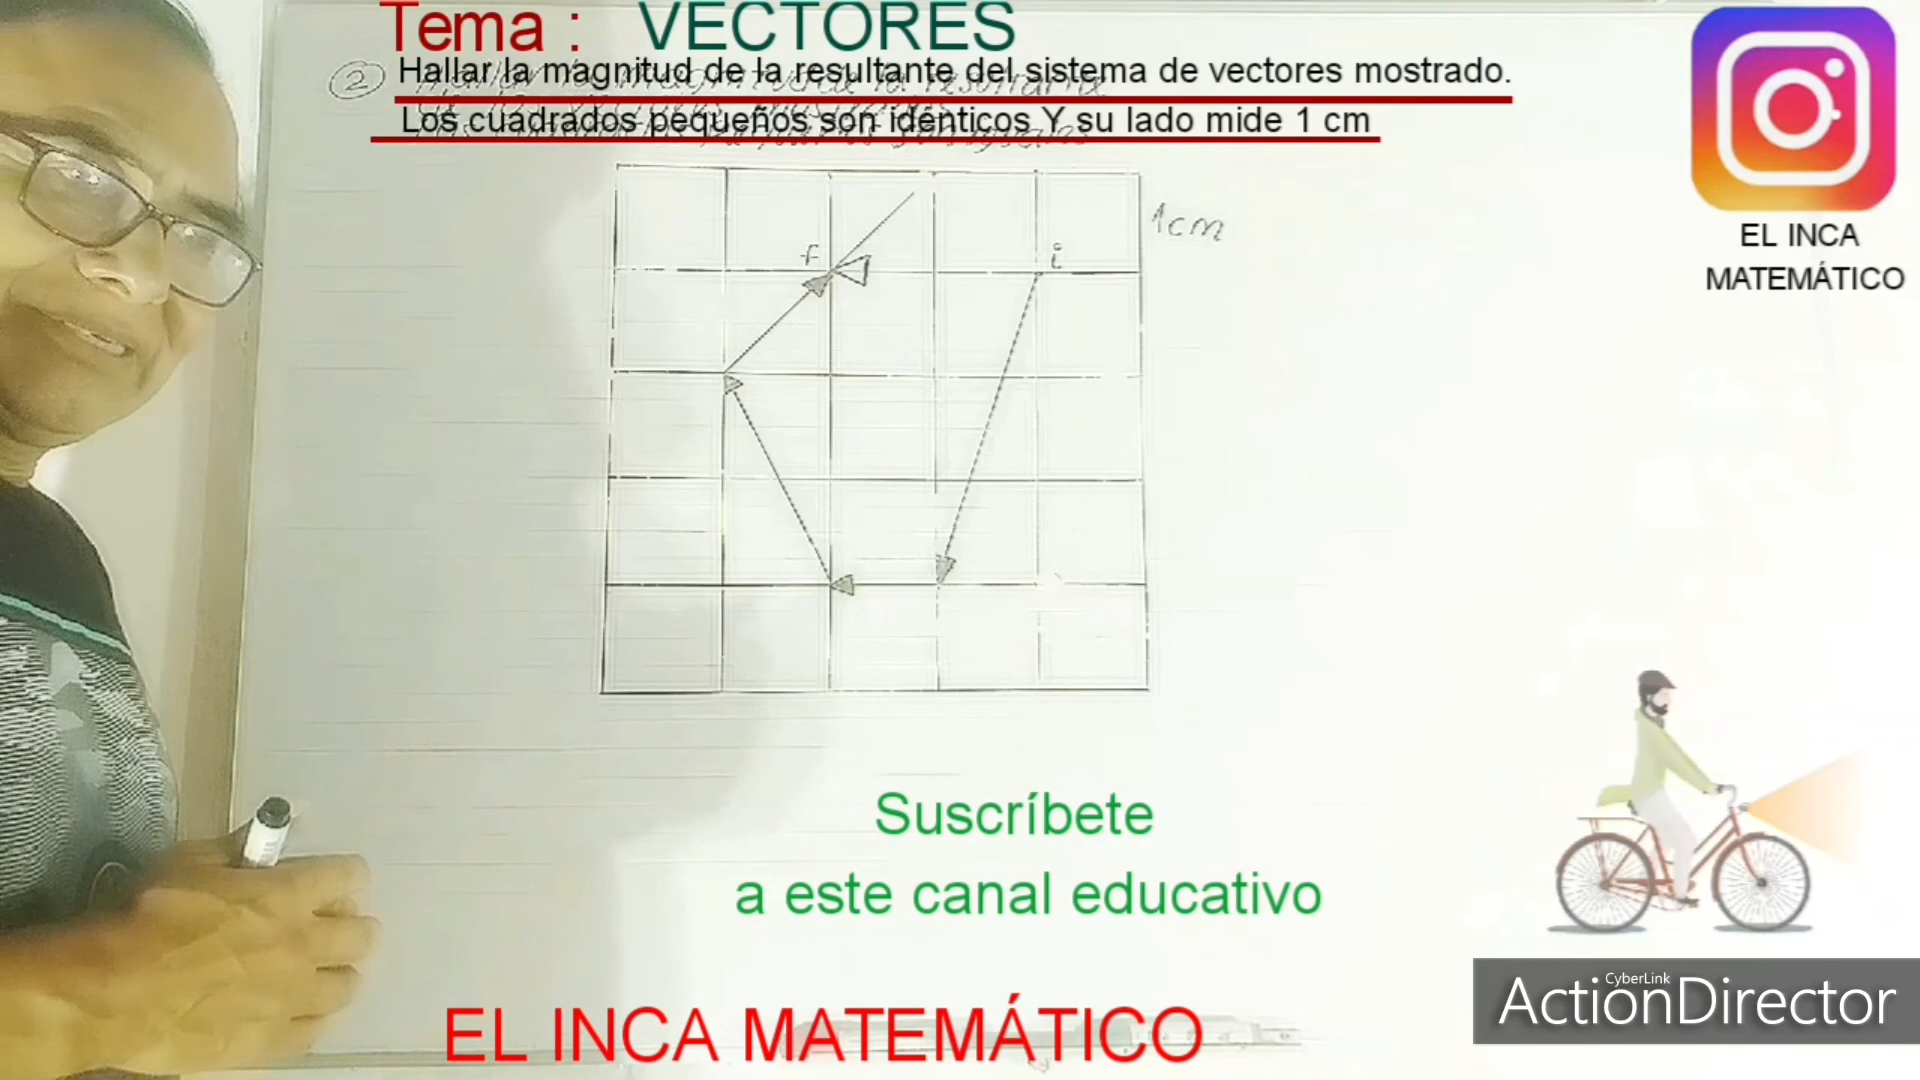 Tema : VECTORES
② Hallar la magnitud de la resultante del sistema de vectores mostrado.
Los cuadrados pequeños son idénticos Y su lado mide 1 cm
1cm
f
i
EL INCA
MATEMÁTICO
Suscríbete
a este canal educativo
EL INCA MATEMÁTICO
CyberLink
ActionDirector